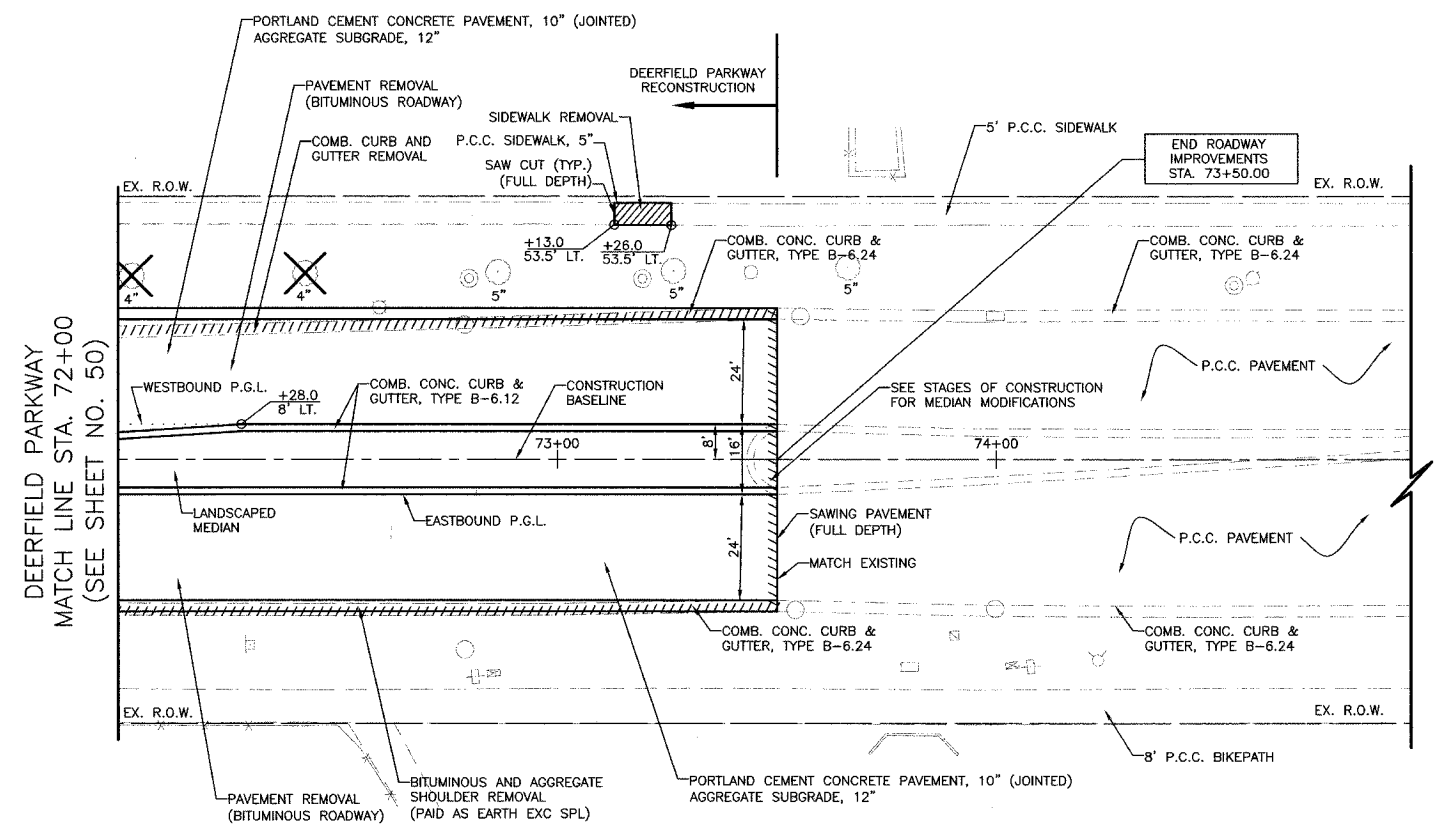 PORTLAND CEMENT CONCRETE PAVEMENT, 10" (JOINTED)
AGGREGATE SUBGRADE, 12"
PAVEMENT REMOVAL
(BITUMINOUS ROADWAY)
COMB. CURB AND
GUTTER REMOVAL
DEERFIELD PARKWAY
RECONSTRUCTION
SIDEWALK REMOVAL
P.C.C. SIDEWALK, 5"
SAW CUT (TYP.)
(FULL DEPTH)
5' P.C.C. SIDEWALK
END ROADWAY
IMPROVEMENTS
STA. 73+50.00
EX. R.O.W.
EX. R.O.W.
+13.0
53.5' LT.
+26.0
53.5' LT.
COMB. CONC. CURB &
GUTTER, TYPE B-6.24
COMB. CONC. CURB &
GUTTER, TYPE B-6.24
4"
4"
5"
5"
5"
DEERFIELD PARKWAY
MATCH LINE STA. 72+00
(SEE SHEET NO. 50)
WESTBOUND P.G.L.
+28.0
8' LT.
COMB. CONC. CURB &
GUTTER, TYPE B-6.12
CONSTRUCTION
BASELINE
24'
SEE STAGES OF CONSTRUCTION
FOR MEDIAN MODIFICATIONS
P.C.C. PAVEMENT
73+00
8'
16'
74+00
LANDSCAPED
MEDIAN
EASTBOUND P.G.L.
SAWING PAVEMENT
(FULL DEPTH)
24'
MATCH EXISTING
P.C.C. PAVEMENT
COMB. CONC. CURB &
GUTTER, TYPE B-6.24
COMB. CONC. CURB &
GUTTER, TYPE B-6.24
EX. R.O.W.
EX. R.O.W.
8' P.C.C. BIKEPATH
PAVEMENT REMOVAL
(BITUMINOUS ROADWAY)
BITUMINOUS AND AGGREGATE
SHOULDER REMOVAL
(PAID AS EARTH EXC SPL)
PORTLAND CEMENT CONCRETE PAVEMENT, 10" (JOINTED)
AGGREGATE SUBGRADE, 12"